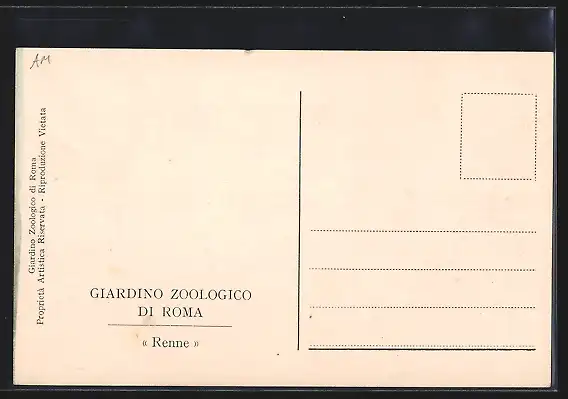 AM
Giardino Zoologico di Roma
Proprietà Artistica Riservata - Riproduzione Vietata
GIARDINO ZOOLOGICO
DI ROMA
« Renne »